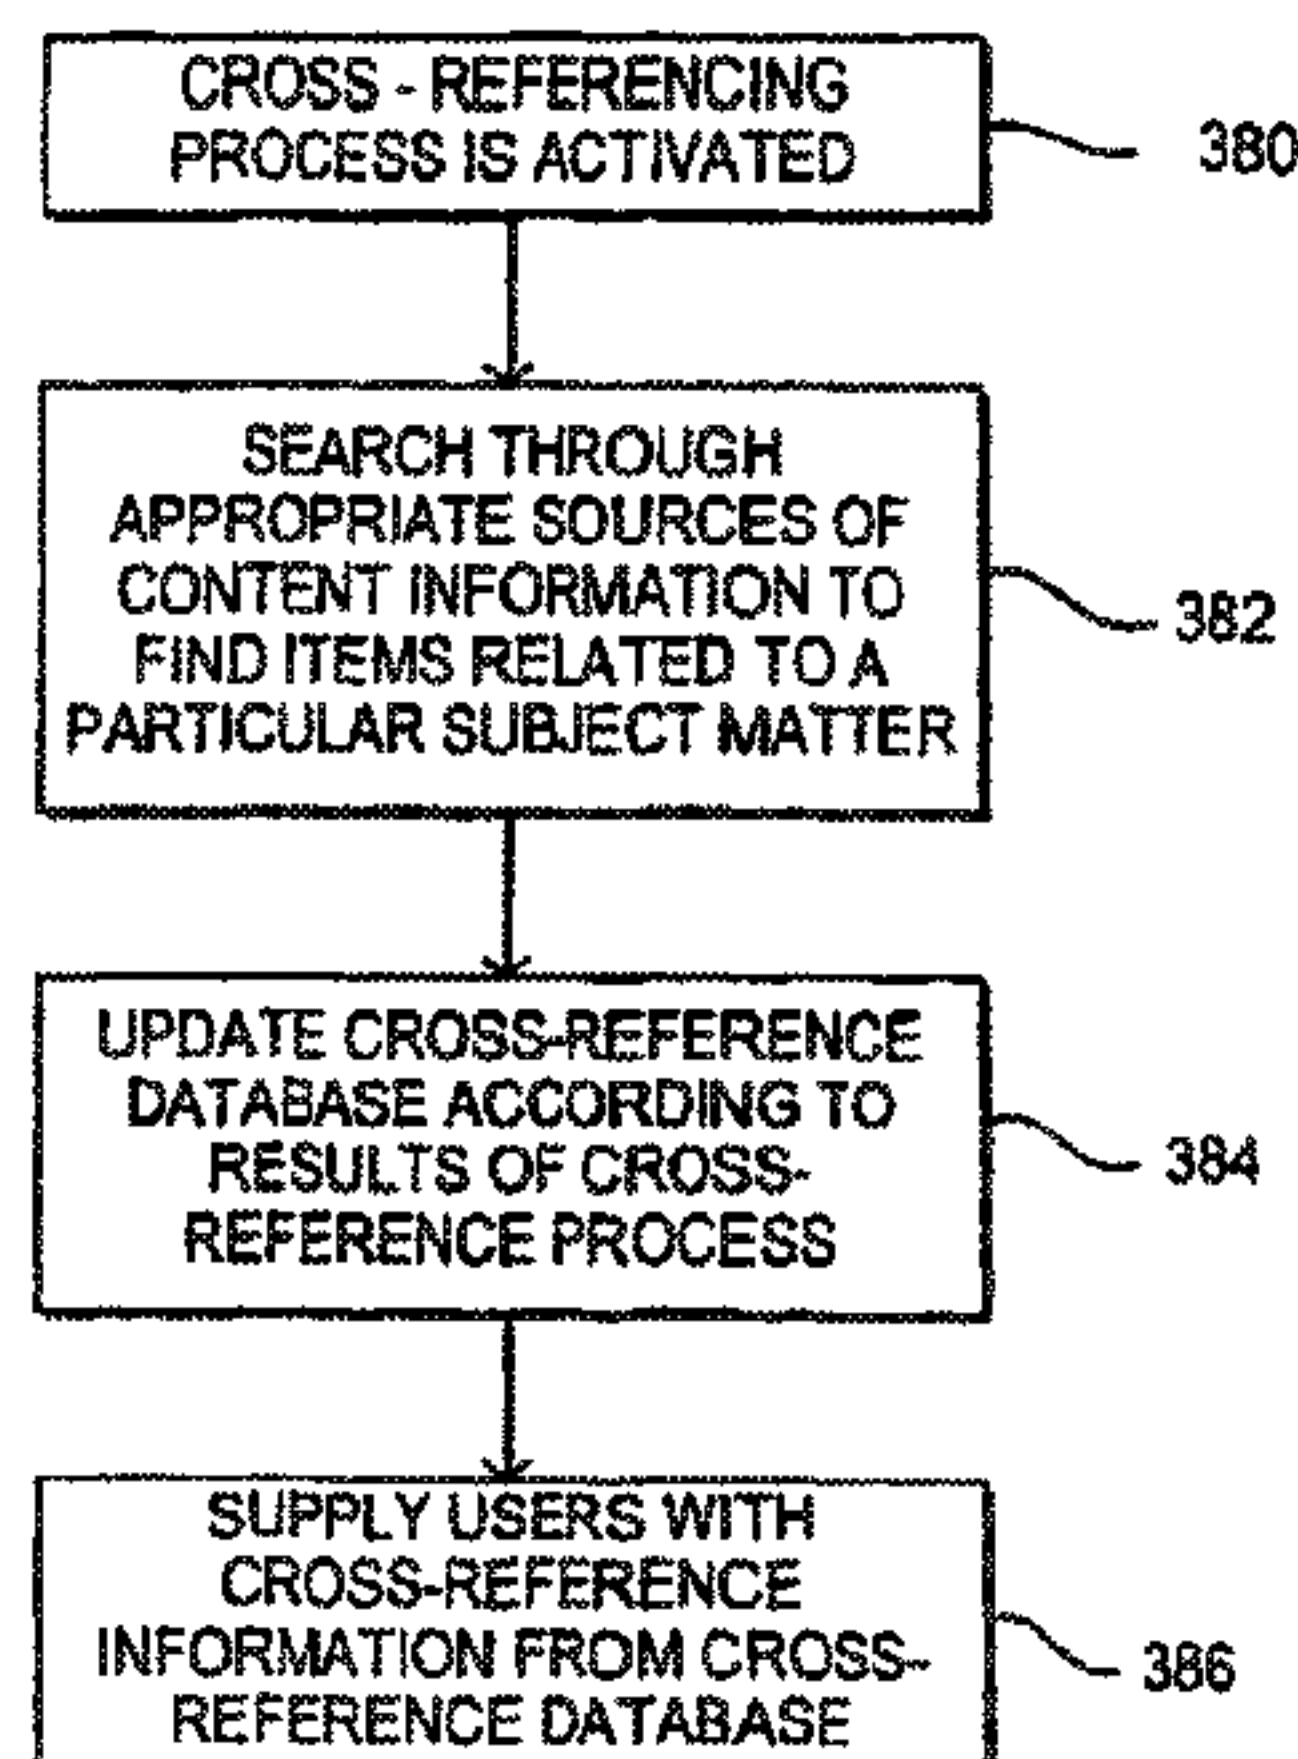 CROSS - REFERENCING
PROCESS IS ACTIVATED
380
SEARCH THROUGH
APPROPRIATE SOURCES OF
CONTENT INFORMATION TO
FIND ITEMS RELATED TO A
PARTICULAR SUBJECT MATTER
382
UPDATE CROSS-REFERENCE
DATABASE ACCORDING TO
RESULTS OF CROSS-
REFERENCE PROCESS
384
SUPPLY USERS WITH
CROSS-REFERENCE
INFORMATION FROM CROSS-
REFERENCE DATABASE
386